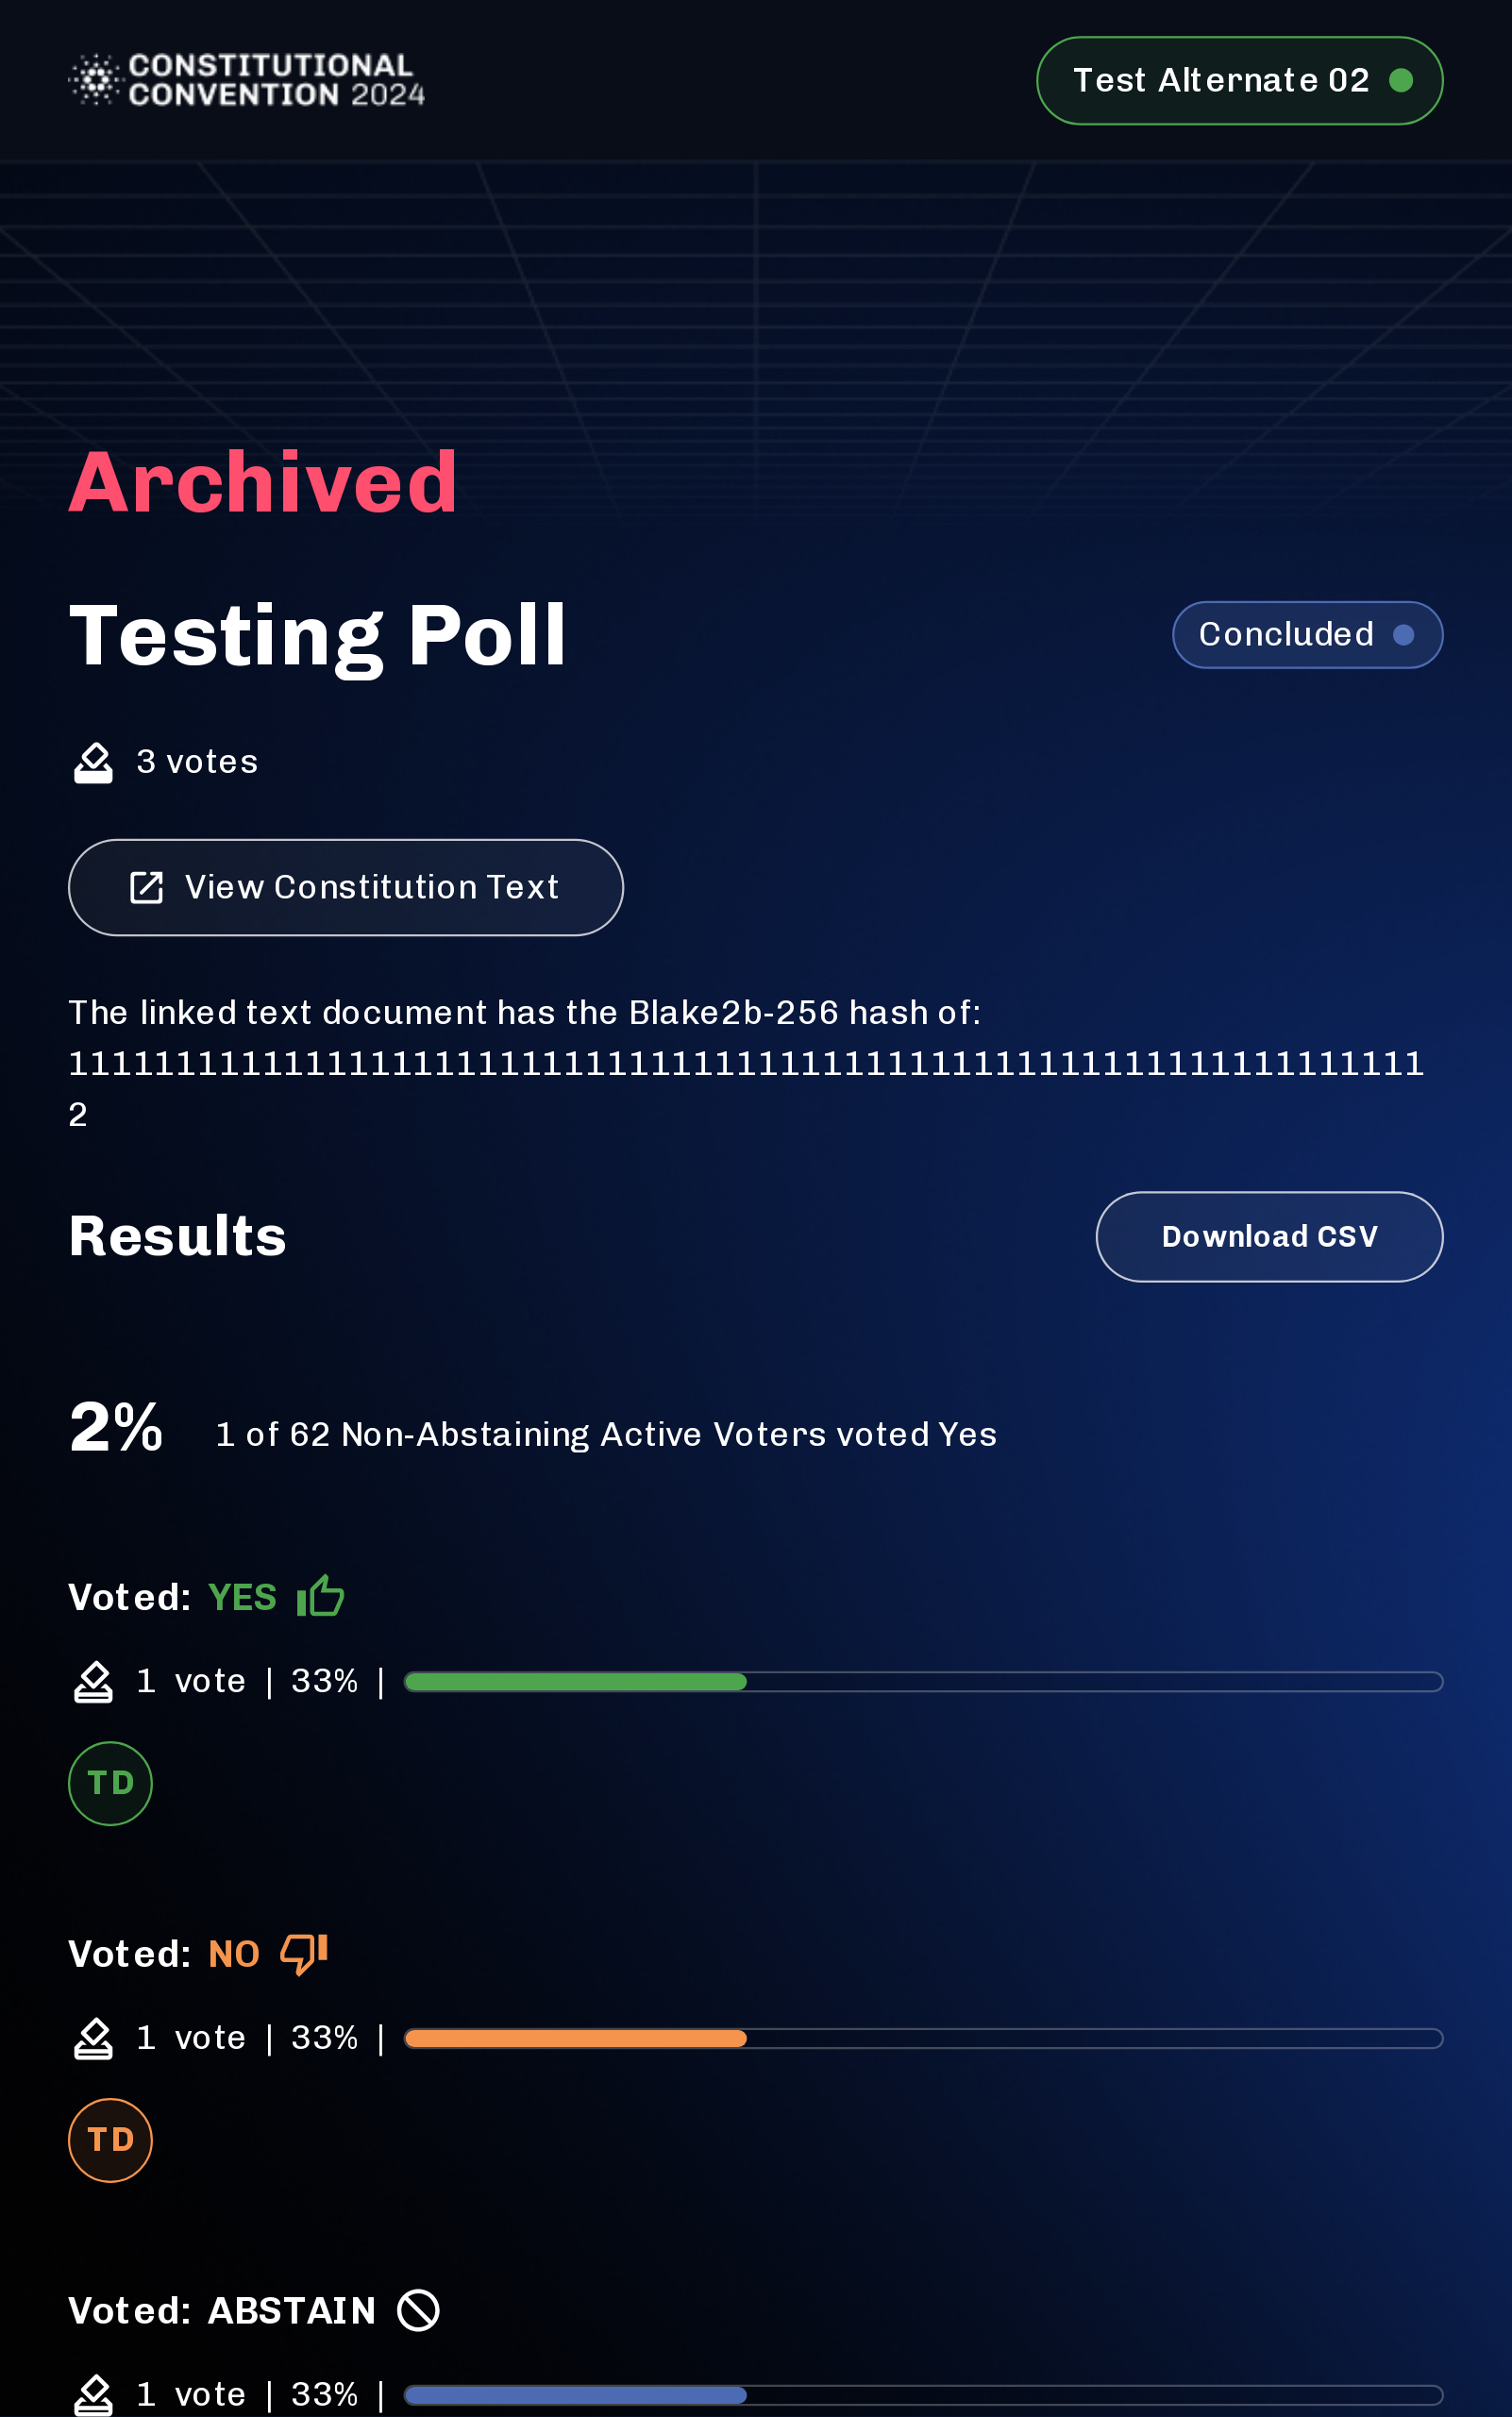 CONSTITUTIONAL
CONVENTION 2024
Test Alternate 02
Archived
Testing Poll
Concluded
3 votes
View Constitution Text
The linked text document has the Blake2b-256 hash of:
111111111111111111111111111111111111111111111111111111111111111
2
Results
Download CSV
2% 1 of 62 Non-Abstaining Active Voters voted Yes
Voted: YES
1 vote | 33% |
TD
Voted: NO
1 vote | 33% |
TD
Voted: ABSTAIN
1 vote | 33% |